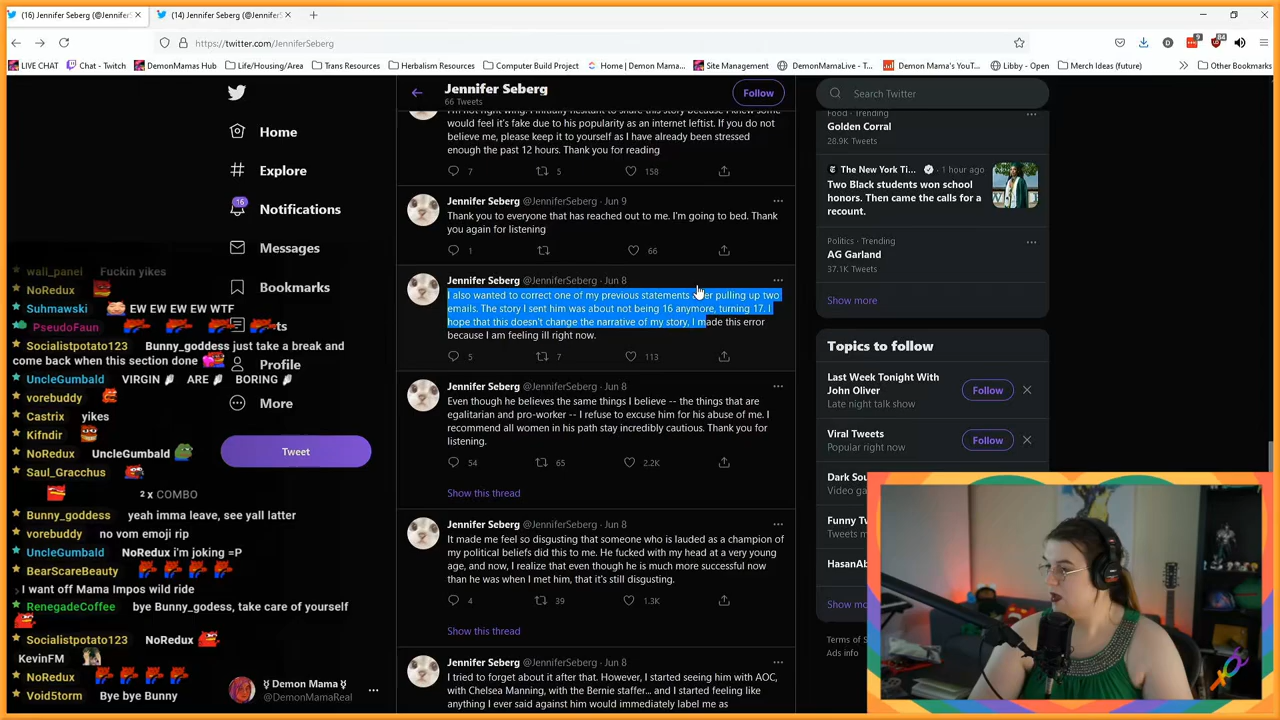 (16) Jennifer Seberg (@JenniferSe
(14) Jennifer Seberg (@JenniferSe
https://twitter.com/JenniferSeberg
LIVE CHAT
Chat - Twitch
DemonMamas Hub
Life/Housing/Area
Trans Resources
Herbalism Resources
Computer Build Project
Home | Demon Mama...
Site Management
DemonMamaLive - T...
Demon Mama's YouT...
Libby - Open
Merch Ideas (future)
Other Bookmarks
Home
Explore
16
Notifications
Messages
Bookmarks
Profile
More
Tweet
☿ Demon Mama ☿
@DemonMamaReal
Jennifer Seberg
66 Tweets
Follow
would feel it's fake due to his popularity as an internet leftist. If you do not
believe me, please keep it to yourself as I have already been stressed
enough the past 12 hours. Thank you for reading
7 5 158
Jennifer Seberg @JenniferSeberg · Jun 9
Thank you to everyone that has reached out to me. I'm going to bed. Thank
you again for listening
1 66
Jennifer Seberg @JenniferSeberg · Jun 8
I also wanted to correct one of my previous statements after pulling up two
emails. The story I sent him was about not being 16 anymore, turning 17. I
hope that this doesn't change the narrative of my story, I made this error
because I am feeling ill right now.
5 7 113
Jennifer Seberg @JenniferSeberg · Jun 8
Even though he believes the same things I believe -- the things that are
egalitarian and pro-worker -- I refuse to excuse him for his abuse of me. I
recommend all women in his path stay incredibly cautious. Thank you for
listening.
54 65 2.2K
Show this thread
Jennifer Seberg @JenniferSeberg · Jun 8
It made me feel so disgusting that someone who is lauded as a champion of
my political beliefs did this to me. He fucked with my head at a very young
age, and now, I realize that even though he is much more successful now
than he was when I met him, that it's still disgusting.
4 39 1.3K
Show this thread
Jennifer Seberg @JenniferSeberg · Jun 8
I tried to forget about it after that. However, I started seeing him with AOC,
with Chelsea Manning, with the Bernie staffer... and I started feeling like
anything I ever said against him would immediately label me as
Search Twitter
Food · Trending
Golden Corral
28.9K Tweets
The New York Ti... · 1 hour ago
Two Black students won school
honors. Then came the calls for a
recount.
Politics · Trending
AG Garland
37.1K Tweets
Show more
Topics to follow
Last Week Tonight With
John Oliver
Late night talk show
Follow
Viral Tweets
Popular right now
Follow
Dark Sou
Video ga
Funny Tw
Tweets m
HasanAb
Show mo
Terms of S
Ads info
wall_panel Fuckin yikes
NoRedux
Suhmawski EW EW EW EW WTF
PseudoFaun
Socialistpotato123 Bunny_goddess just take a break and
come back when this section done
UncleGumbald VIRGIN ARE BORING
vorebuddy
Castrix yikes
Kifndir
NoRedux UncleGumbald
Saul_Gracchus
2 x COMBO
Bunny_goddess yeah imma leave, see yall latter
vorebuddy no vom emoji rip
UncleGumbald NoRedux i'm joking =P
BearScareBeauty
I want off Mama Impos wild ride
RenegadeCoffee bye Bunny_godess, take care of yourself
Socialistpotato123 NoRedux
KevinFM
NoRedux
Void5torm Bye bye Bunny